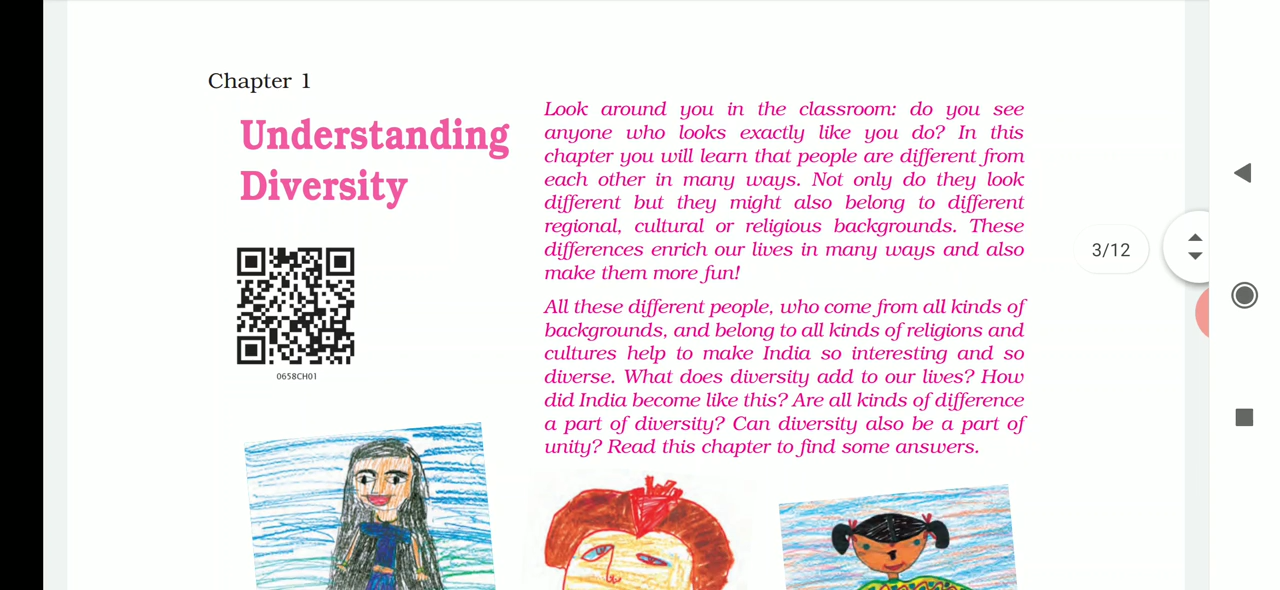 Chapter 1
Understanding
Diversity
0658CH01
Look around you in the classroom: do you see
anyone who looks exactly like you do? In this
chapter you will learn that people are different from
each other in many ways. Not only do they look
different but they might also belong to different
regional, cultural or religious backgrounds. These
differences enrich our lives in many ways and also
make them more fun!
All these different people, who come from all kinds of
backgrounds, and belong to all kinds of religions and
cultures help to make India so interesting and so
diverse. What does diversity add to our lives? How
did India become like this? Are all kinds of difference
a part of diversity? Can diversity also be a part of
unity? Read this chapter to find some answers.
3/12